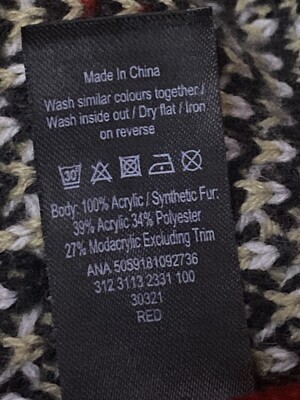 Made In China
Wash similar colours together /
Wash inside out / Dry flat / Iron
on reverse
30°
Body: 100% Acrylic / Synthetic Fur:
39% Acrylic 34% Polyester
27% Modacrylic Excluding Trim
ANA 5059181092736
312 3113 2331 100
30321
RED